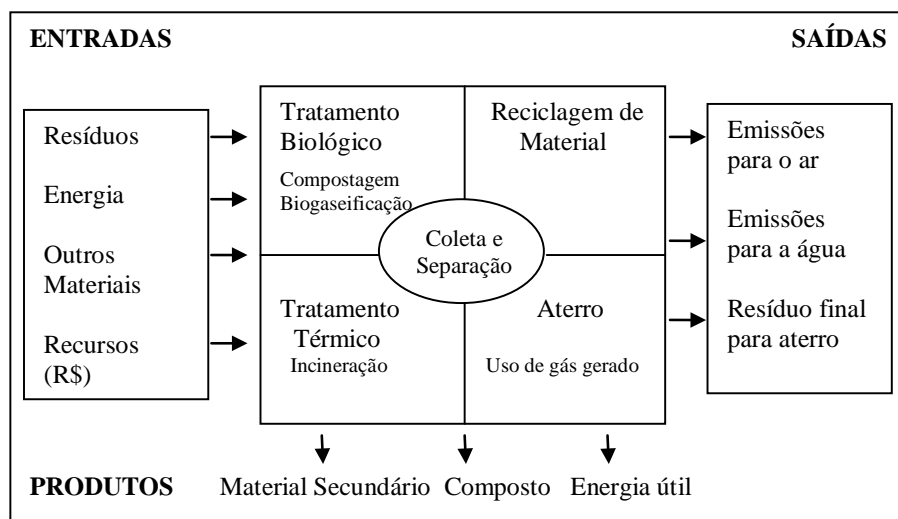 ENTRADAS
SAÍDAS
Resíduos
Energia
Outros
Materiais
Recursos
(R$)
Tratamento
Biológico
Compostagem
Biogaseificação
Reciclagem de
Material
Coleta e
Separação
Tratamento
Térmico
Incineração
Aterro
Uso de gás gerado
Emissões
para o ar
Emissões
para a água
Resíduo final
para aterro
PRODUTOS
Material Secundário
Composto
Energia útil